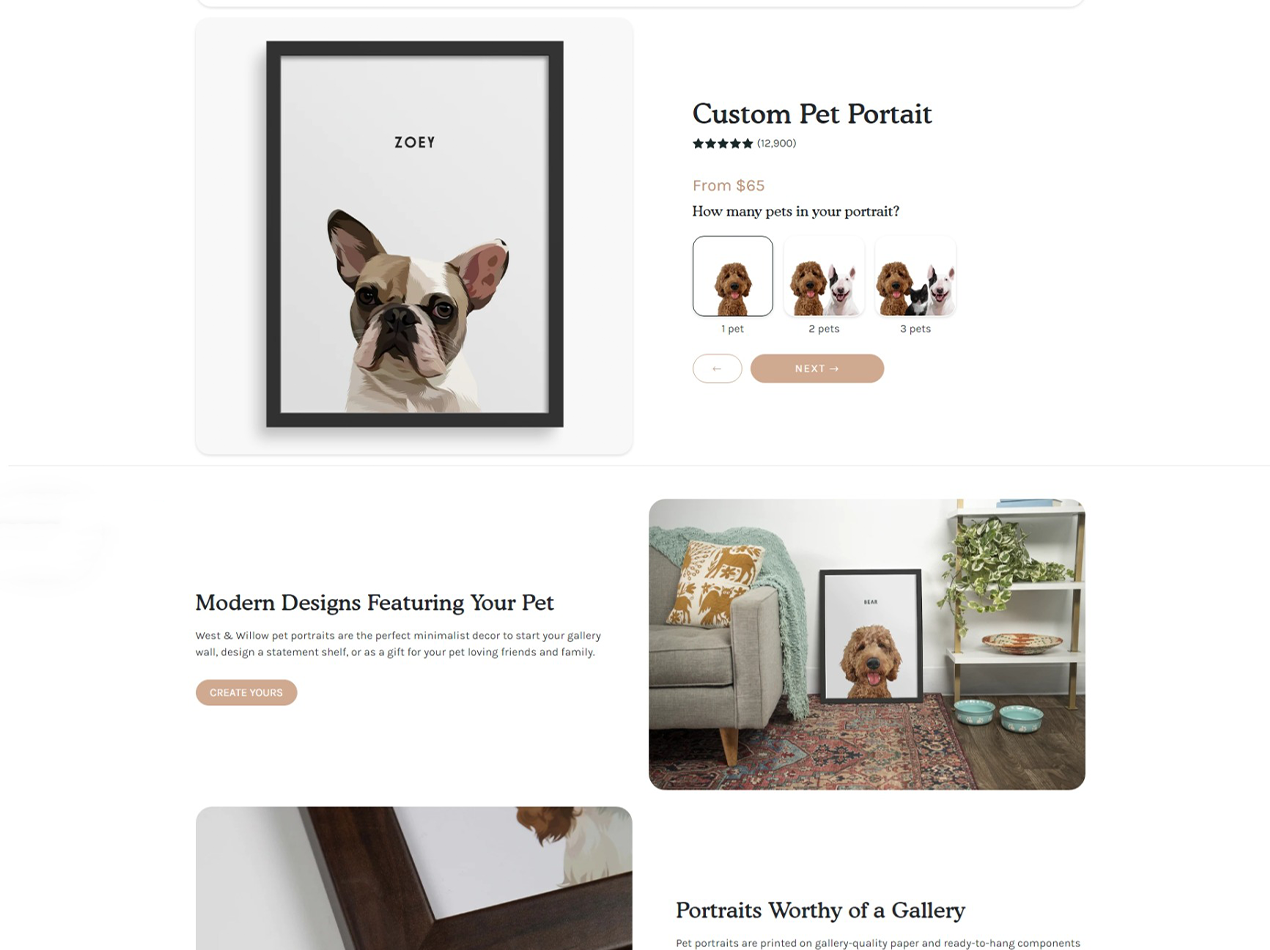 ZOEY
Custom Pet Portait
★★★★★ (12,900)
From $65
How many pets in your portrait?
1 pet
2 pets
3 pets
←
NEXT →
Modern Designs Featuring Your Pet
West & Willow pet portraits are the perfect minimalist decor to start your gallery
wall, design a statement shelf, or as a gift for your pet loving friends and family.
CREATE YOURS
BEAR
Portraits Worthy of a Gallery
Pet portraits are printed on gallery-quality paper and ready-to-hang components